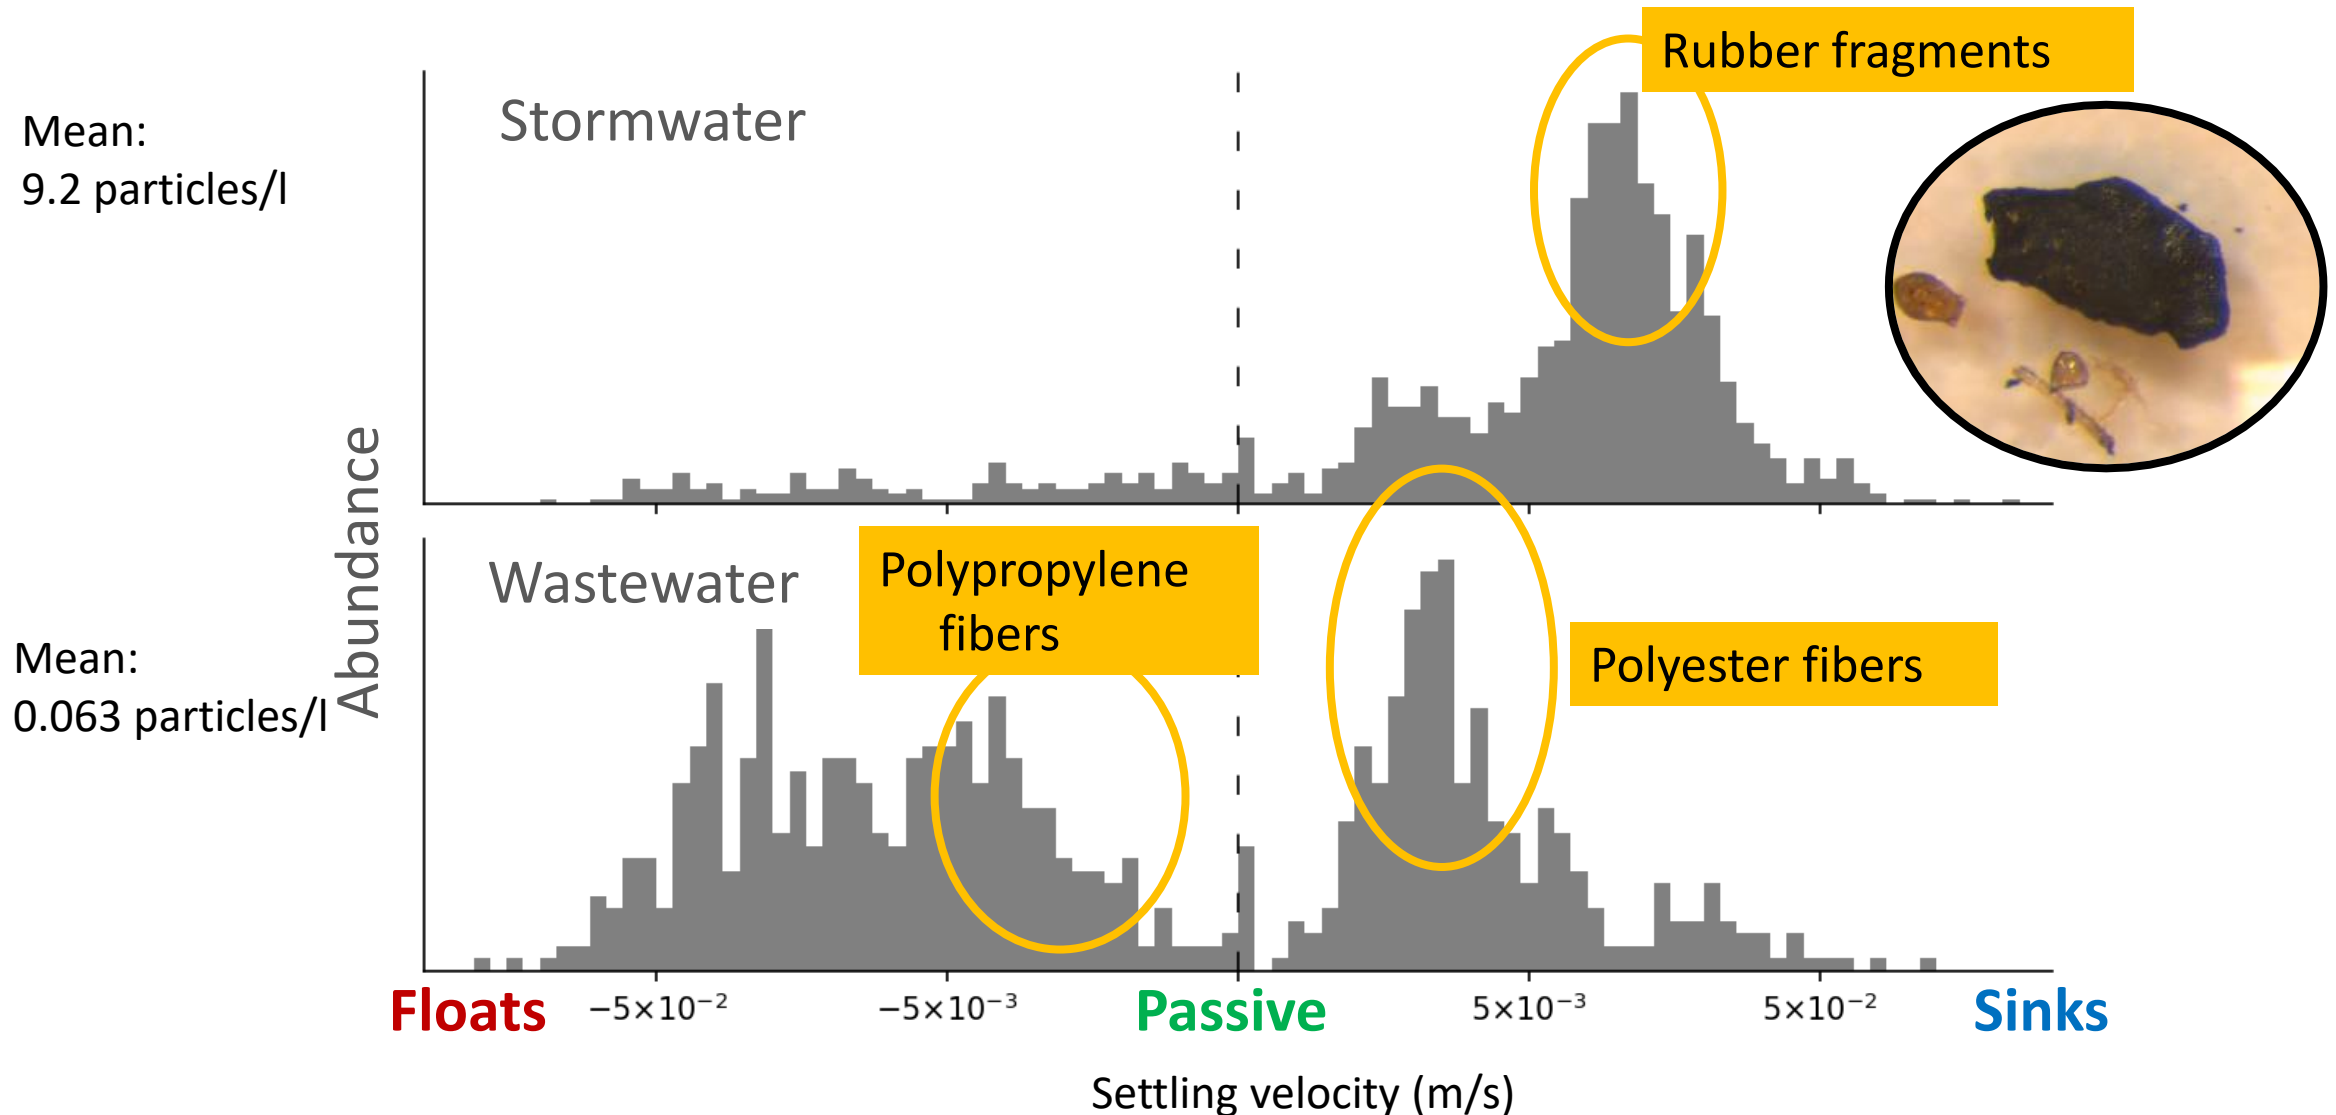 Rubber fragments
Stormwater
Mean:
9.2 particles/l
Abundance
Wastewater
Polypropylene
fibers
Mean:
0.063 particles/l
Polyester fibers
Floats
−5×10⁻²
−5×10⁻³
Passive
5×10⁻³
5×10⁻²
Sinks
Settling velocity (m/s)